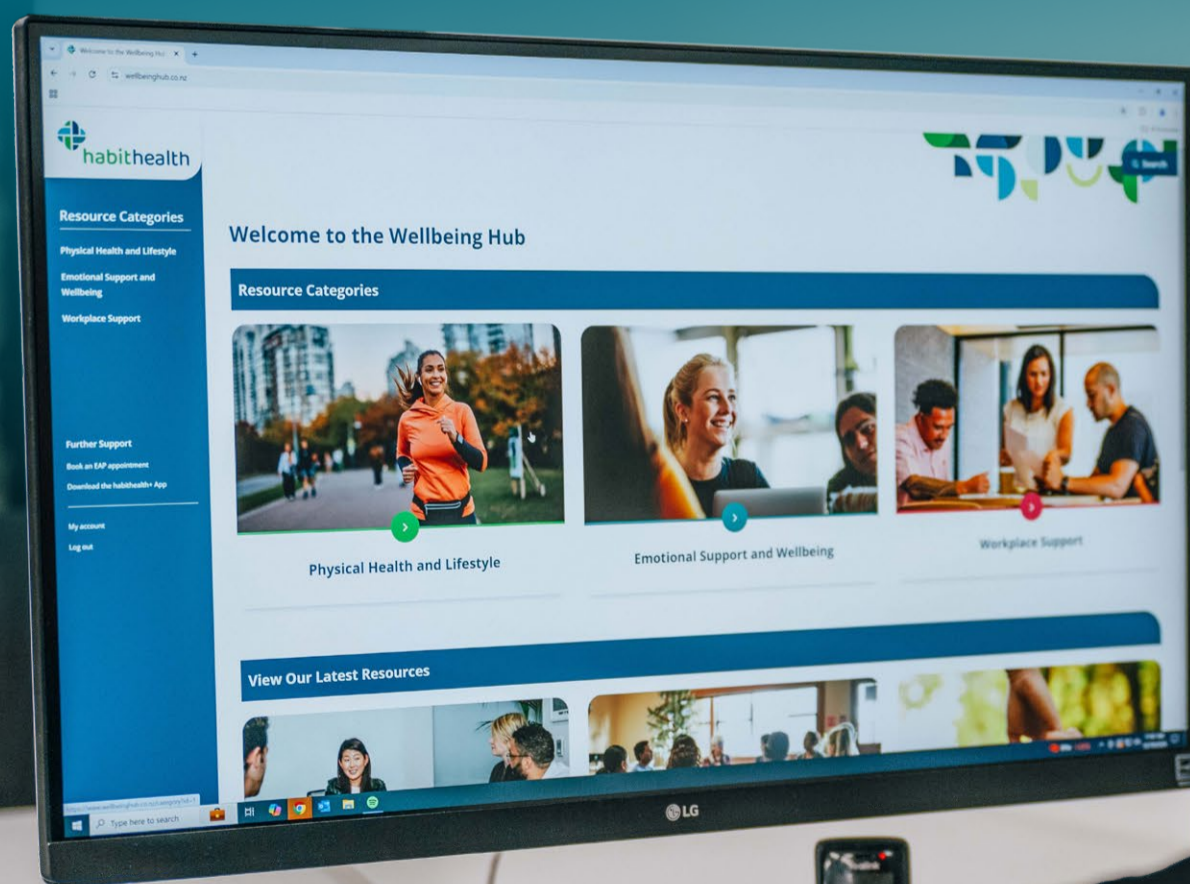 Welcome to the Wellbeing Hub
wellbeinghub.co.nz
habithealth
Search
Resource Categories
Physical Health and Lifestyle
Emotional Support and
Wellbeing
Workplace Support
Further Support
Book an EAP appointment
Download the habithealth+ App
My account
Log out
Welcome to the Wellbeing Hub
Resource Categories
Physical Health and Lifestyle
Emotional Support and Wellbeing
Workplace Support
View Our Latest Resources
Type here to search
LG